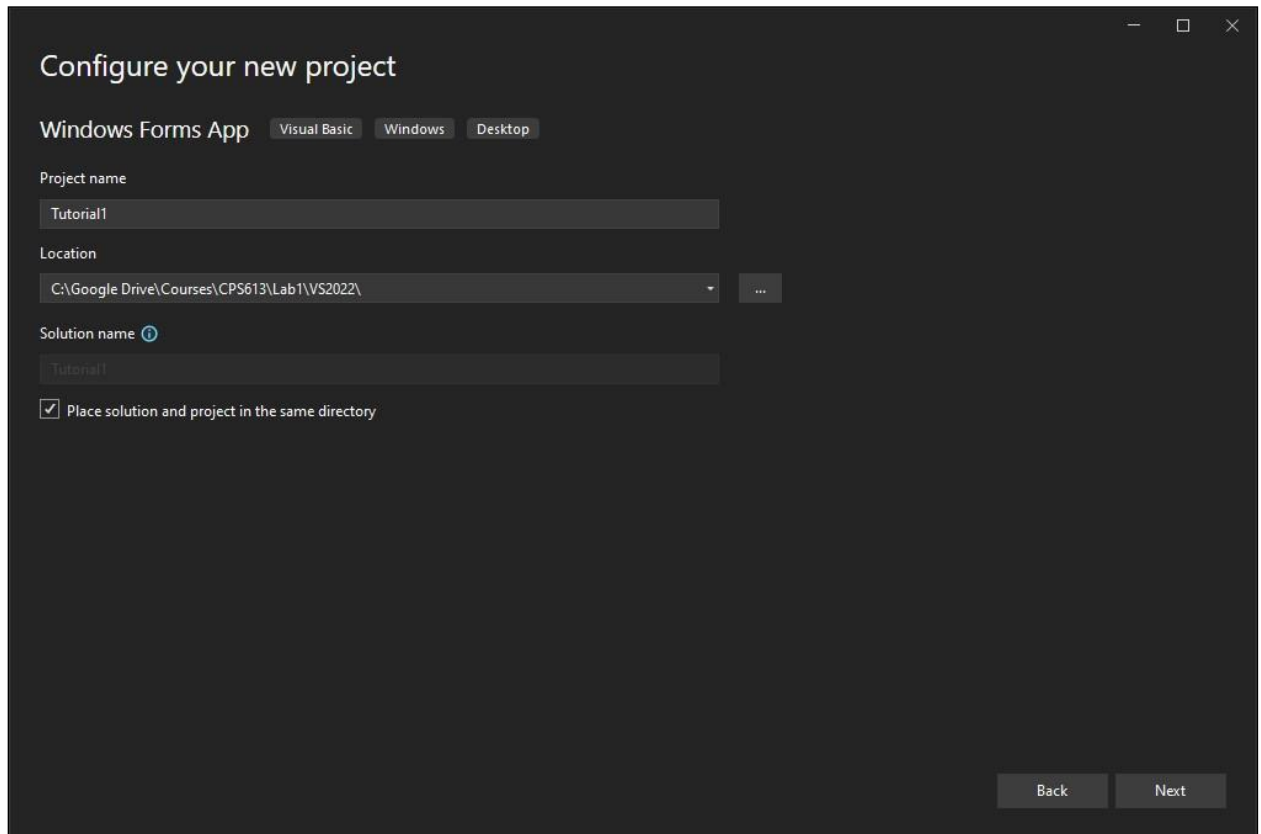 Configure your new project
Windows Forms App Visual Basic Windows Desktop
Project name
Tutorial1
Location
C:\Google Drive\Courses\CPS613\Lab1\VS2022\
...
Solution name
Tutorial1
Place solution and project in the same directory
Back Next